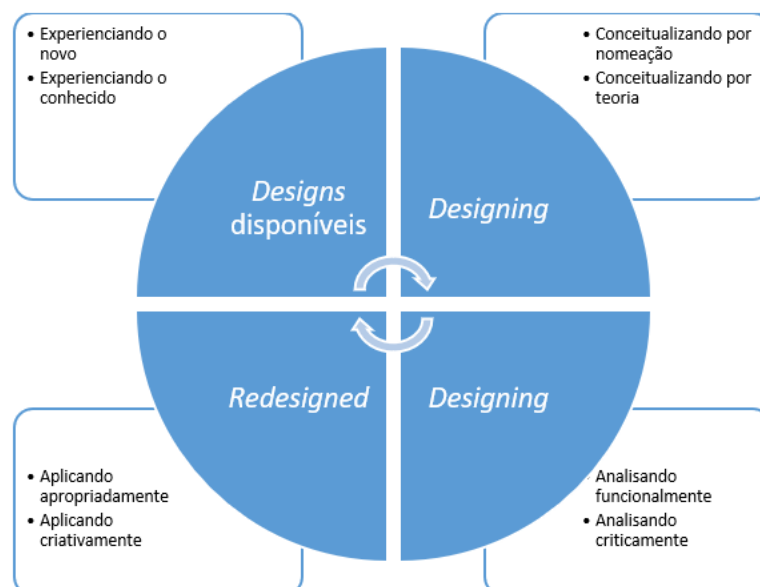 • Experienciando o
novo
• Experienciando o
conhecido
• Conceitualizando por
nomeação
• Conceitualizando por
teoria
Designs
disponíveis
Designing
Redesigned
Designing
• Aplicando
apropriadamente
• Aplicando
criativamente
• Analisando
funcionalmente
• Analisando
criticamente